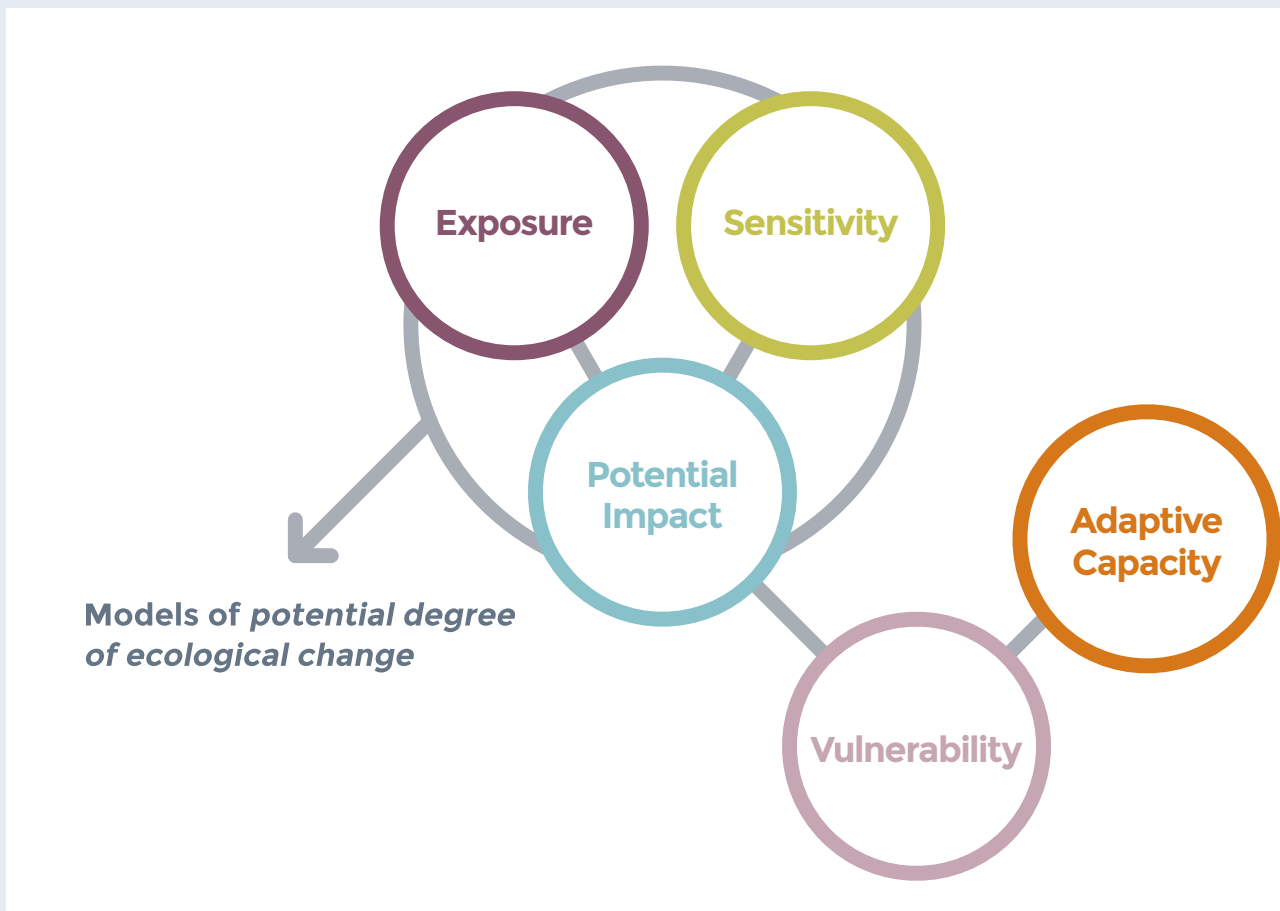 Exposure
Sensitivity
Potential
Impact
Adaptive
Capacity
Models of potential degree
of ecological change
Vulnerability